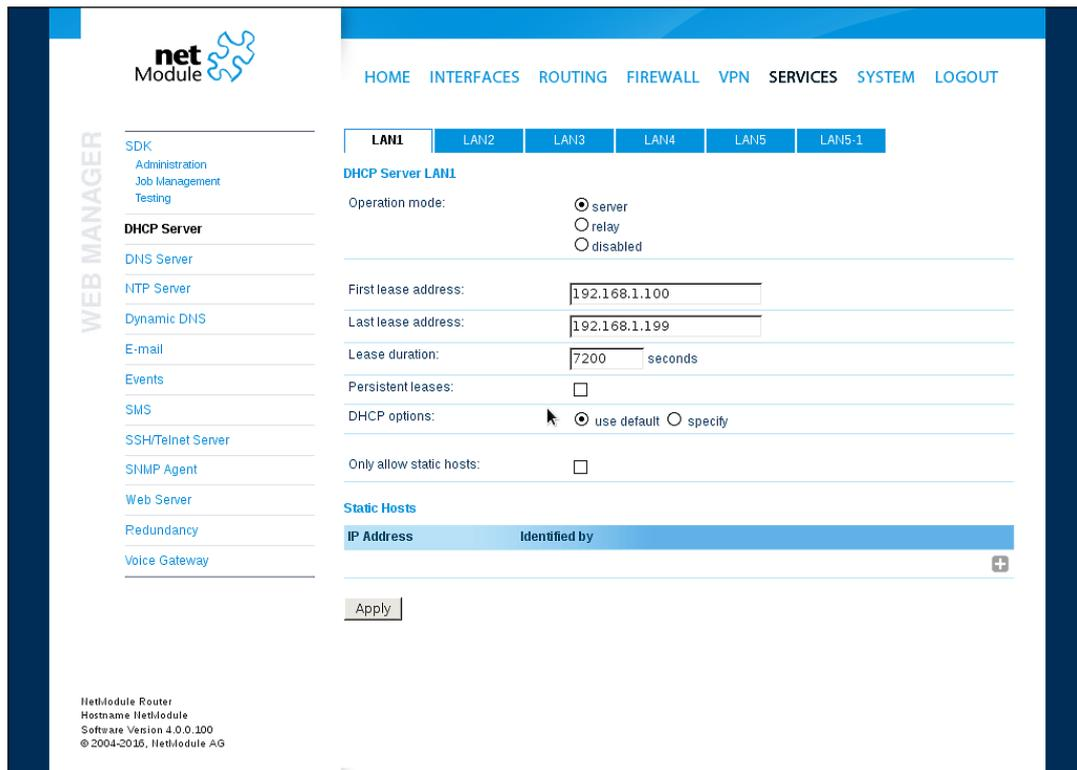 net
Module
HOME INTERFACES ROUTING FIREWALL VPN SERVICES SYSTEM LOGOUT
WEB MANAGER
SDK
Administration
Job Management
Testing
DHCP Server
DNS Server
NTP Server
Dynamic DNS
E-mail
Events
SMS
SSH/Telnet Server
SNMP Agent
Web Server
Redundancy
Voice Gateway
LAN1 LAN2 LAN3 LAN4 LAN5 LAN5-1
DHCP Server LAN1
Operation mode: server
relay
disabled
First lease address: 192.168.1.100
Last lease address: 192.168.1.199
Lease duration: 7200 seconds
Persistent leases:
DHCP options: use default specify
Only allow static hosts:
Static Hosts
IP Address Identified by
Apply
NetModule Router
Hostname NetModule
Software Version 4.0.0.100
© 2004-2016, NetModule AG